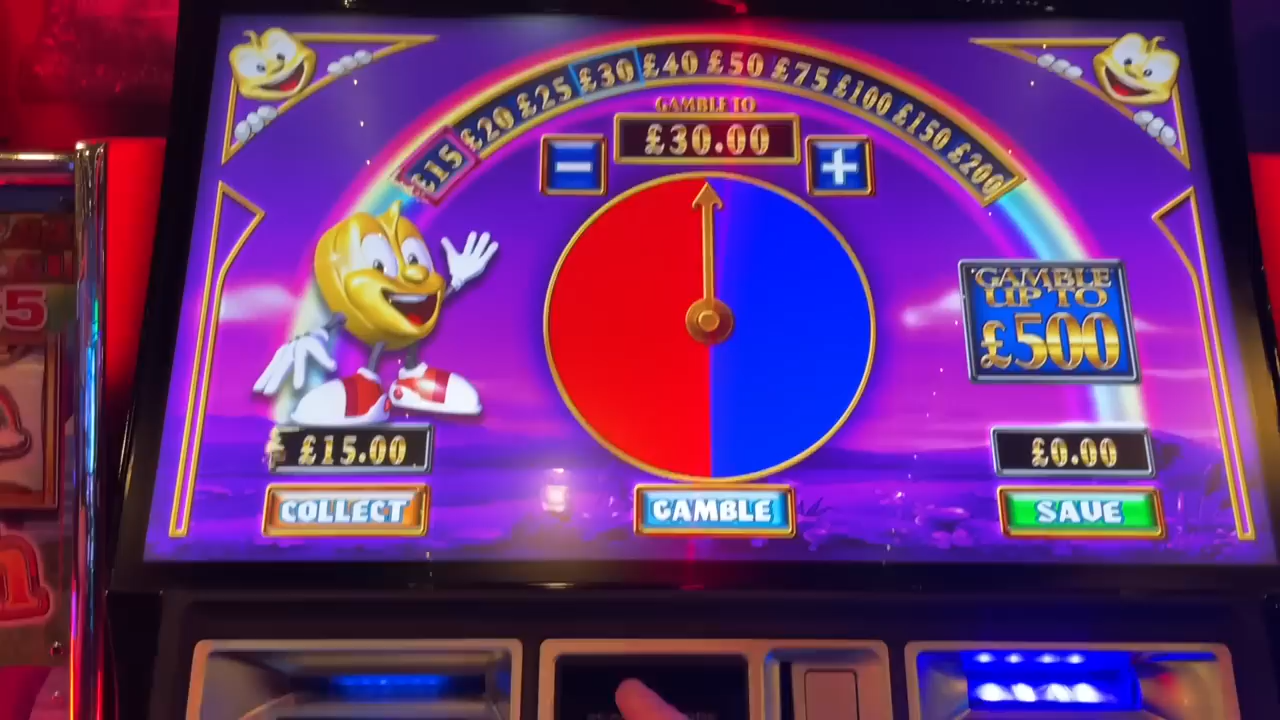 £15 £20 £25 £30 £40 £50 £75 £100 £150 £200
GAMBLE TO
£30.00
- +
GAMBLE
UP TO
£500
£15.00
£0.00
COLLECT
GAMBLE
SAVE
5